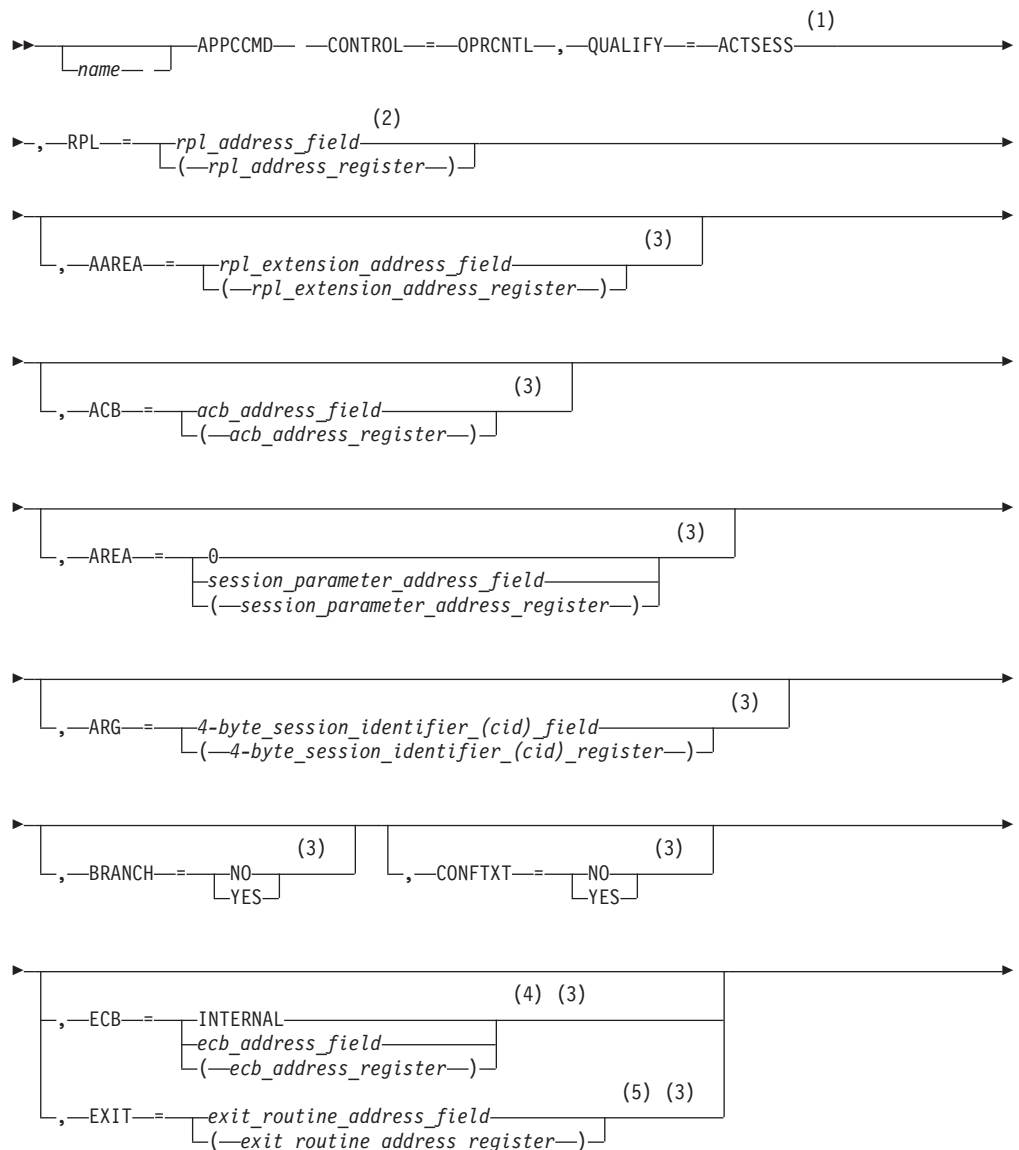 (1)
APPCCMD CONTROL = OPRCNTL , QUALIFY = ACTSESS
name
(2)
, RPL = rpl_address_field
( rpl_address_register )
(3)
, AAREA = rpl_extension_address_field
( rpl_extension_address_register )
(3)
, ACB = acb_address_field
( acb_address_register )
(3)
, AREA = 0
session_parameter_address_field
( session_parameter_address_register )
(3)
, ARG = 4-byte_session_identifier_(cid)_field
( 4-byte_session_identifier_(cid)_register )
(3) (3)
, BRANCH = NO , CONFTXT = NO
YES YES
(4) (3)
, ECB = INTERNAL
ecb_address_field
( ecb_address_register )
(5) (3)
, EXIT = exit_routine_address_field
( exit_routine_address_register )